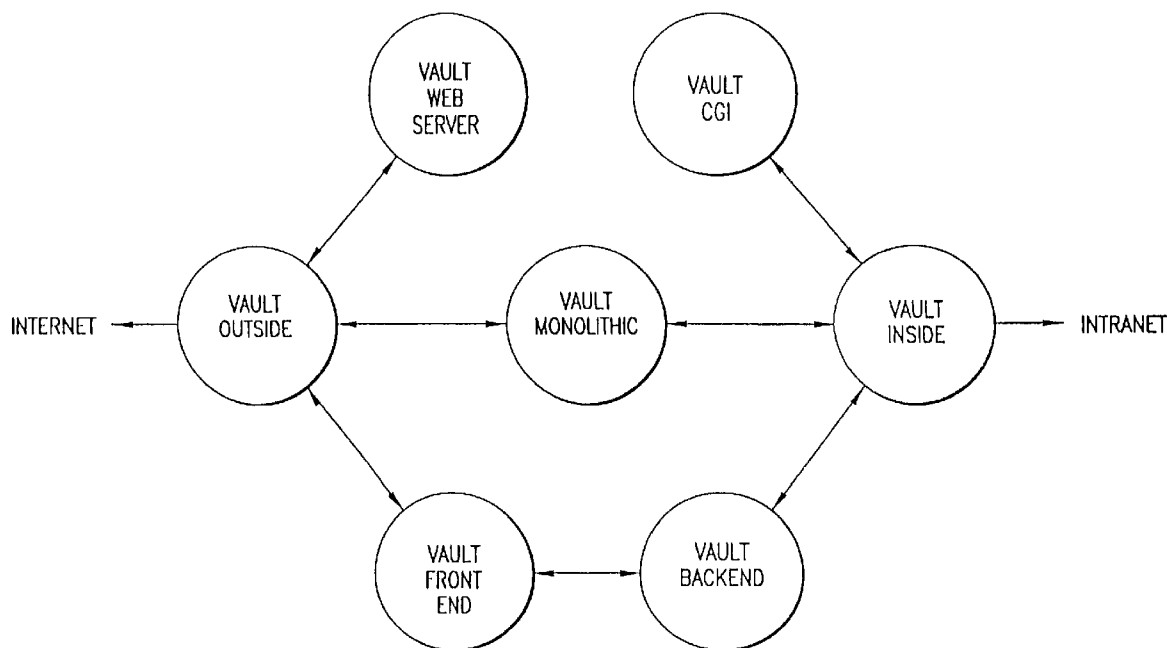 VAULT
WEB
SERVER
VAULT
CGI
INTERNET
VAULT
OUTSIDE
VAULT
MONOLITHIC
VAULT
INSIDE
INTRANET
VAULT
FRONT
END
VAULT
BACKEND